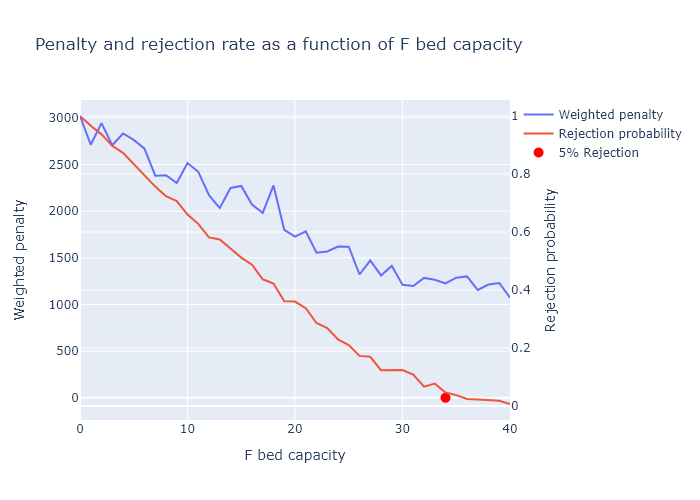 Penalty and rejection rate as a function of F bed capacity
Weighted penalty
Rejection probability
5% Rejection
3000
2500
2000
1500
1000
500
0
1
0.8
0.6
0.4
0.2
0
0 10 20 30 40
Weighted penalty
Rejection probability
F bed capacity